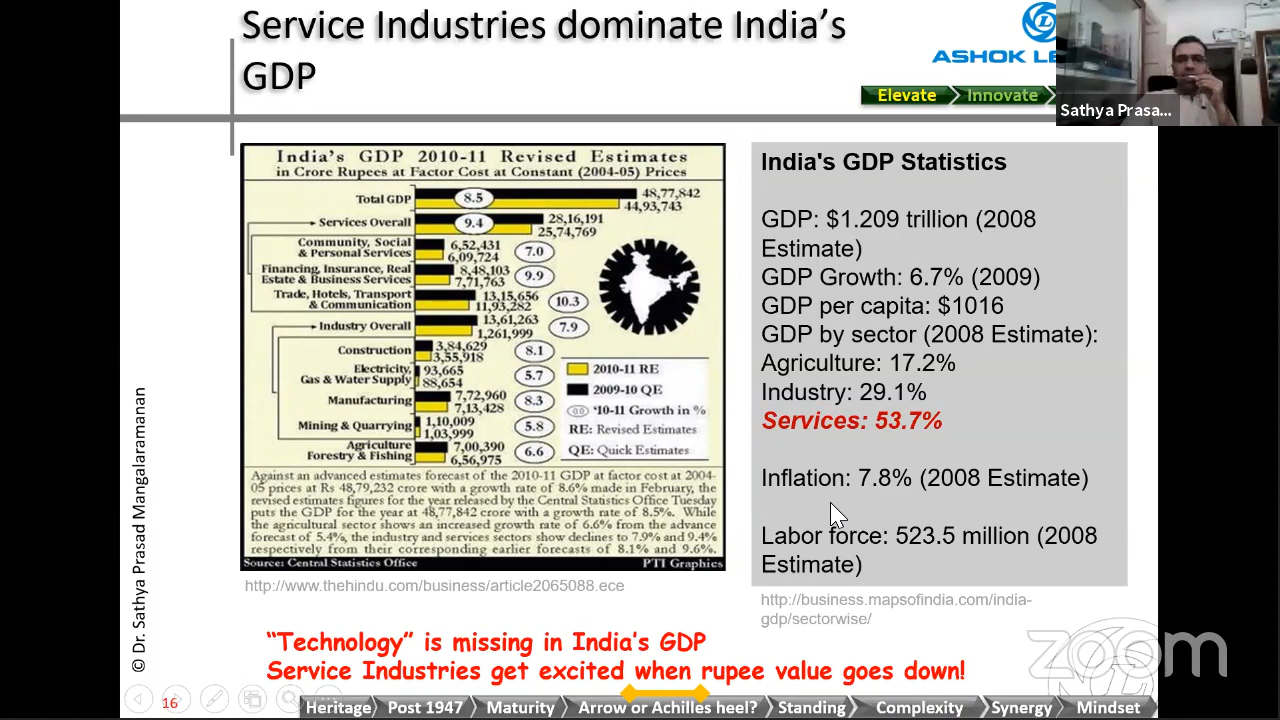 Service Industries dominate India's
GDP
ASHOK LE
Elevate
Innovate
Sathya Prasa...
India's GDP 2010-11 Revised Estimates
in Crore Rupees at Factor Cost at Constant (2004-05) Prices
Total GDP 8.5 48,77,842
44,93,743
Services Overall 9.4 28,16,191
25,74,769
Community, Social 6,52,431
& Personal Services 6,09,724 7.0
Financing, Insurance, Real 8,48,103
Estate & Business Services 7,71,763 9.9
Trade, Hotels, Transport 13,15,656
& Communication 11,93,282 10.3
Industry Overall 13,61,263
1,261,999 7.9
Construction 3,84,629
3,55,918 8.1
Electricity, 93,665
Gas & Water Supply 88,654 5.7
Manufacturing 7,72,960
7,13,428 8.3
Mining & Quarrying 1,10,009
1,03,999 5.8
Agriculture 7,00,390
Forestry & Fishing 6,56,975 6.6
2010-11 RE
2009-10 QE
00 '10-11 Growth in %
RE: Revised Estimates
QE: Quick Estimates
Against an advanced estimates forecast of the 2010-11 GDP at factor cost at 2004-
05 prices at Rs 48,79,232 crore with a growth rate of 8.6% made in February, the
revised estimates figures for the year released by the Central Statistics Office Tuesday
puts the GDP for the year at 48,77,842 crore with a growth rate of 8.5%. While
the agricultural sector shows an increased growth rate of 6.6% from the advance
forecast of 5.4%, the industry and services sectors show declines to 7.9% and 9.4%
respectively from their corresponding earlier forecasts of 8.1% and 9.6%.
Source: Central Statistics Office PTI Graphics
http://www.thehindu.com/business/article2065088.ece
India's GDP Statistics
GDP: $1.209 trillion (2008
Estimate)
GDP Growth: 6.7% (2009)
GDP per capita: $1016
GDP by sector (2008 Estimate):
Agriculture: 17.2%
Industry: 29.1%
Services: 53.7%
Inflation: 7.8% (2008 Estimate)
Labor force: 523.5 million (2008
Estimate)
http://business.mapsofindia.com/india-
gdp/sectorwise/
© Dr. Sathya Prasad Mangalaramanan
"Technology" is missing in India's GDP
Service Industries get excited when rupee value goes down!
zoom
16
Heritage
Post 1947
Maturity
Arrow or Achilles heel?
Standing
Complexity
Synergy
Mindset